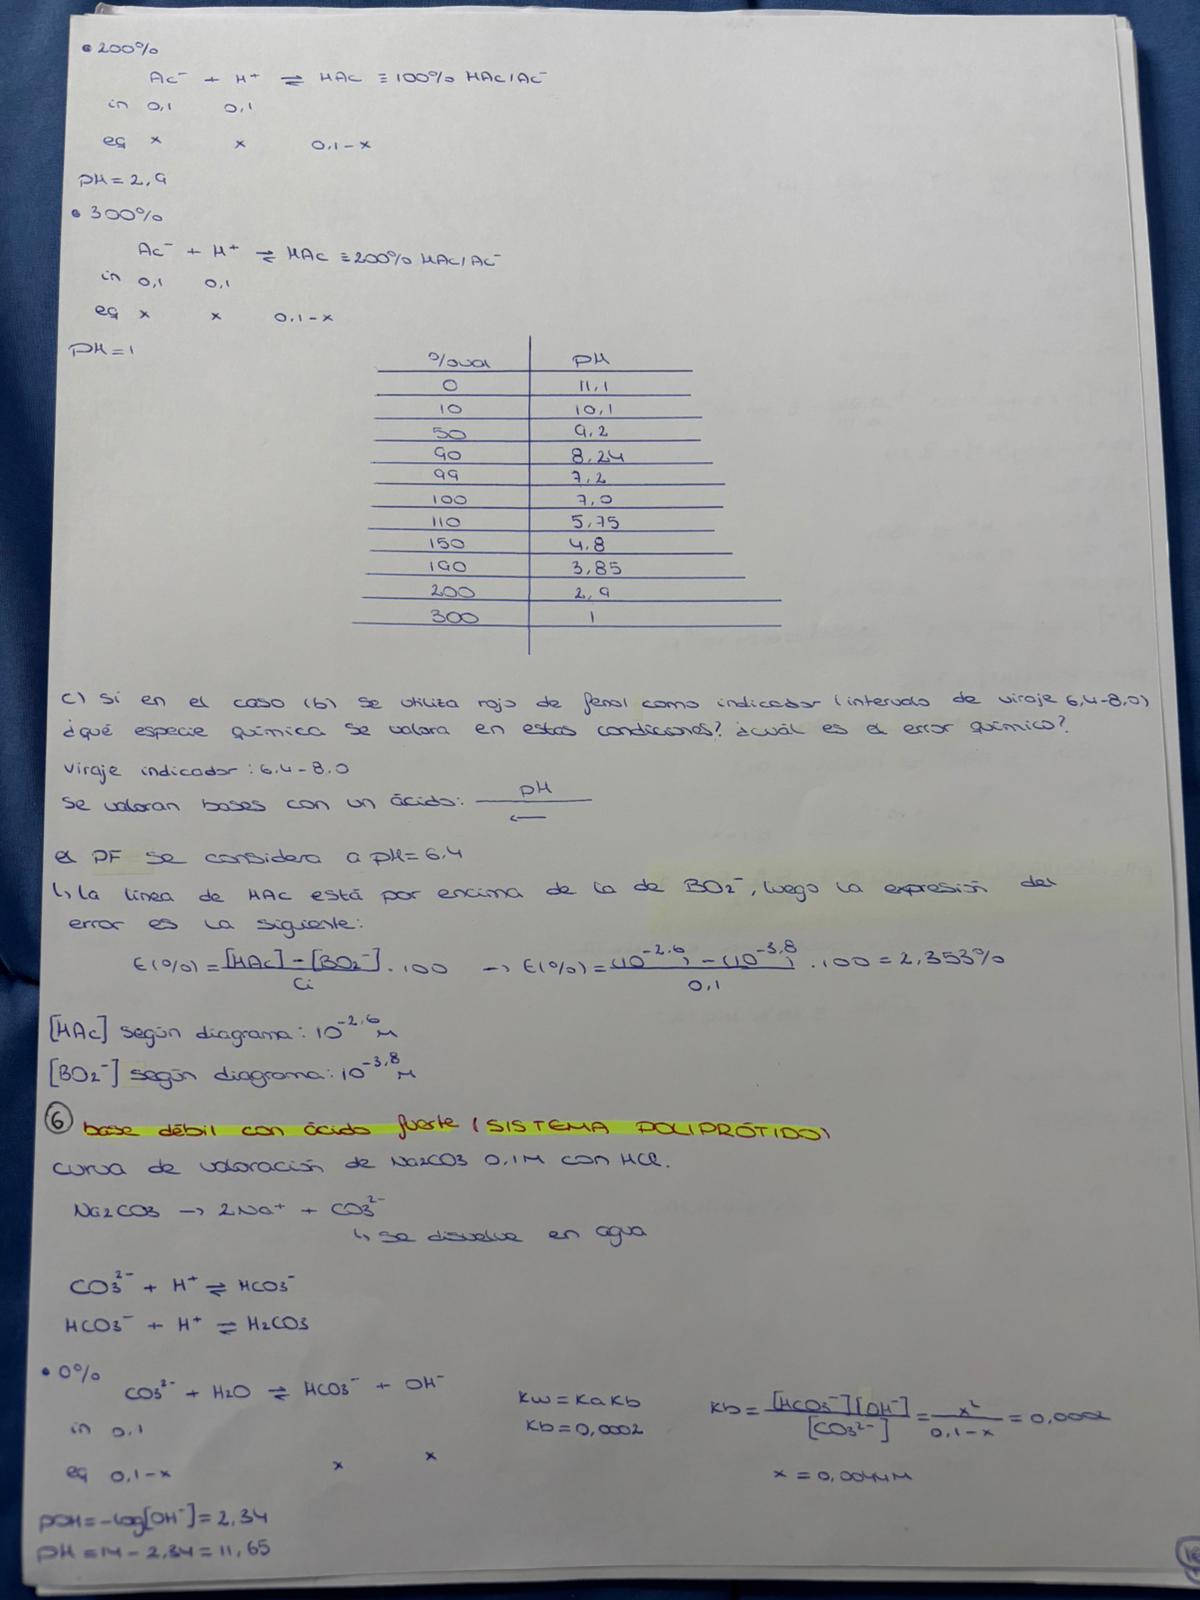 • 200%
Ac⁻ + H⁺ ⇌ HAc ≡ 100% HAc/Ac⁻
in 0,1 0,1
eq x x 0,1-x
pH = 2,9
• 300%
Ac⁻ + H⁺ ⇌ HAc ≡ 200% HAc/Ac⁻
in 0,1 0,1
eq x x 0,1-x
pH = 1
%val pH
0 11,1
10 10,1
50 9,2
90 8,24
99 7,2
100 7,0
110 5,75
150 4,8
190 3,85
200 2,9
300 1
c) si en el caso (b) se utiliza rojo de fenol como indicador (intervalo de viraje 6,4-8,0)
¿qué especie química se valora en estas condiciones? ¿cuál es el error químico?
viraje indicador: 6,4 - 8,0
se valoran bases con un ácido: pH
←
el PF se considera a pH = 6,4
↳ la línea de HAc está por encima de la de BO2⁻, luego la expresión del
error es la siguiente:
E(%) = [HAc] - [BO2⁻] / Ci · 100 → E(%) = (10^-2,6) - (10^-3,8) / 0,1 · 100 = 2,353%
[HAc] según diagrama: 10^-2,6 M
[BO2⁻] según diagrama: 10^-3,8 M
⑥ base débil con ácido fuerte (SISTEMA POLIPRÓTIDO)
curva de valoración de Na2CO3 0,1M con HCl.
Na2CO3 → 2Na⁺ + CO3²⁻
↳ se disuelve en agua
CO3²⁻ + H⁺ ⇌ HCO3⁻
HCO3⁻ + H⁺ ⇌ H2CO3
• 0%
CO3²⁻ + H2O ⇌ HCO3⁻ + OH⁻
in 0,1
eq 0,1-x x x
Kw = Ka Kb
Kb = 0,0002
Kb = [HCO3⁻][OH⁻] / [CO3²⁻] = x² / 0,1-x = 0,0002
x = 0,0044M
pOH = -log[OH⁻] = 2,34
pH = 14 - 2,34 = 11,65